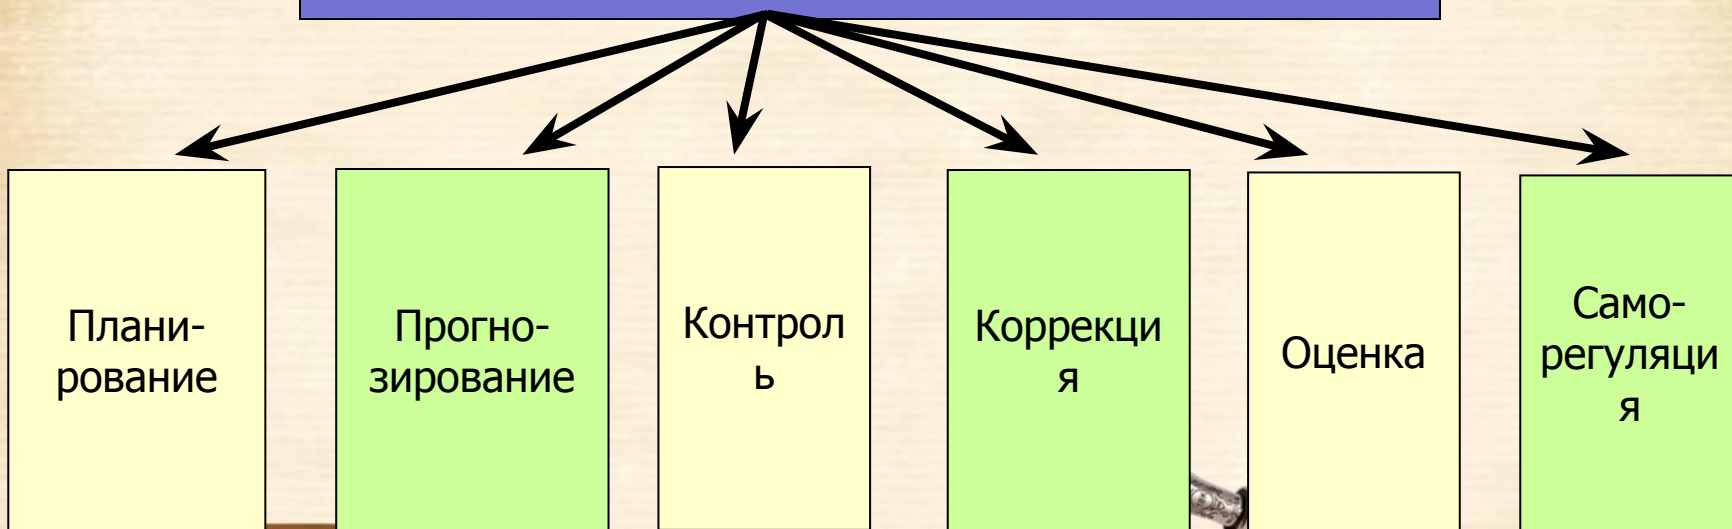 Плани-
рование
Прогно-
зирование
Контрол
ь
Коррекци
я
Оценка
Само-
регуляци
я